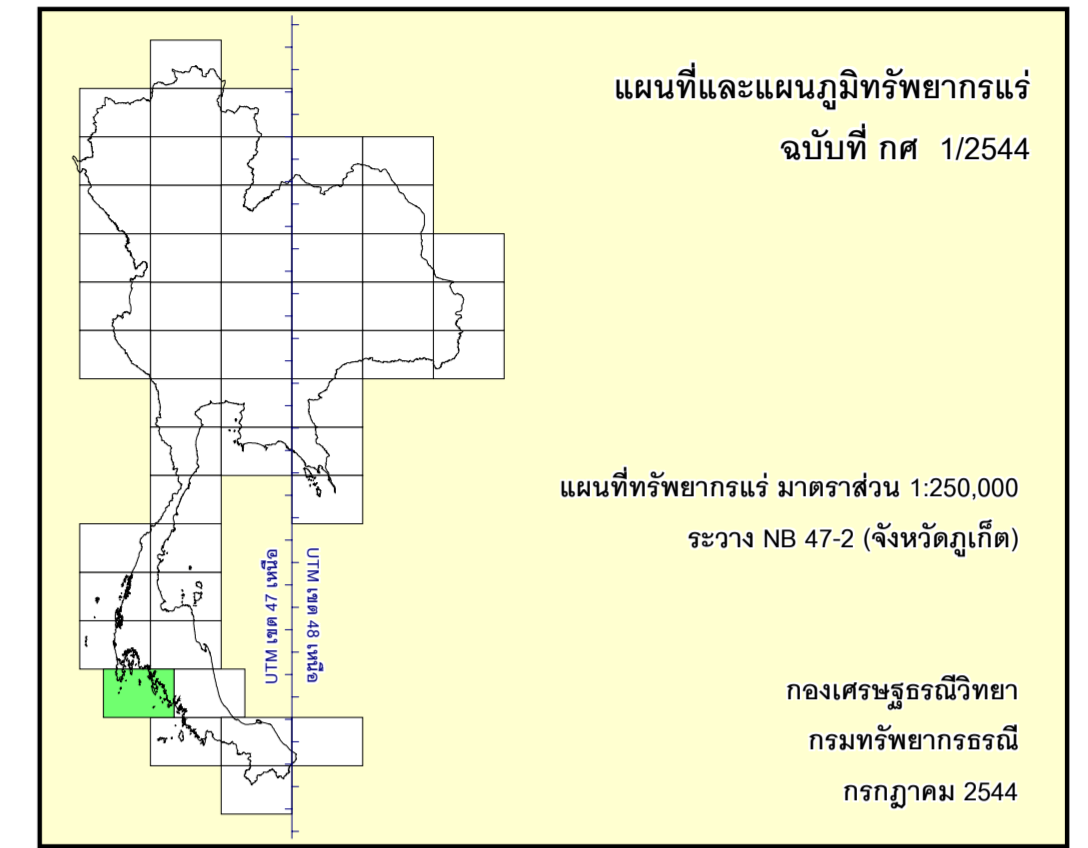 แผนที่และแผนภูมิทรัพยากรแร่
ฉบับที่ กศ 1/2544
แผนที่ทรัพยากรแร่ มาตราส่วน 1:250,000
ระวาง NB 47-2 (จังหวัดภูเก็ต)
UTM เขต 47 เหนือ
UTM เขต 48 เหนือ
กองเศรษฐธรณีวิทยา
กรมทรัพยากรธรณี
กรกฎาคม 2544